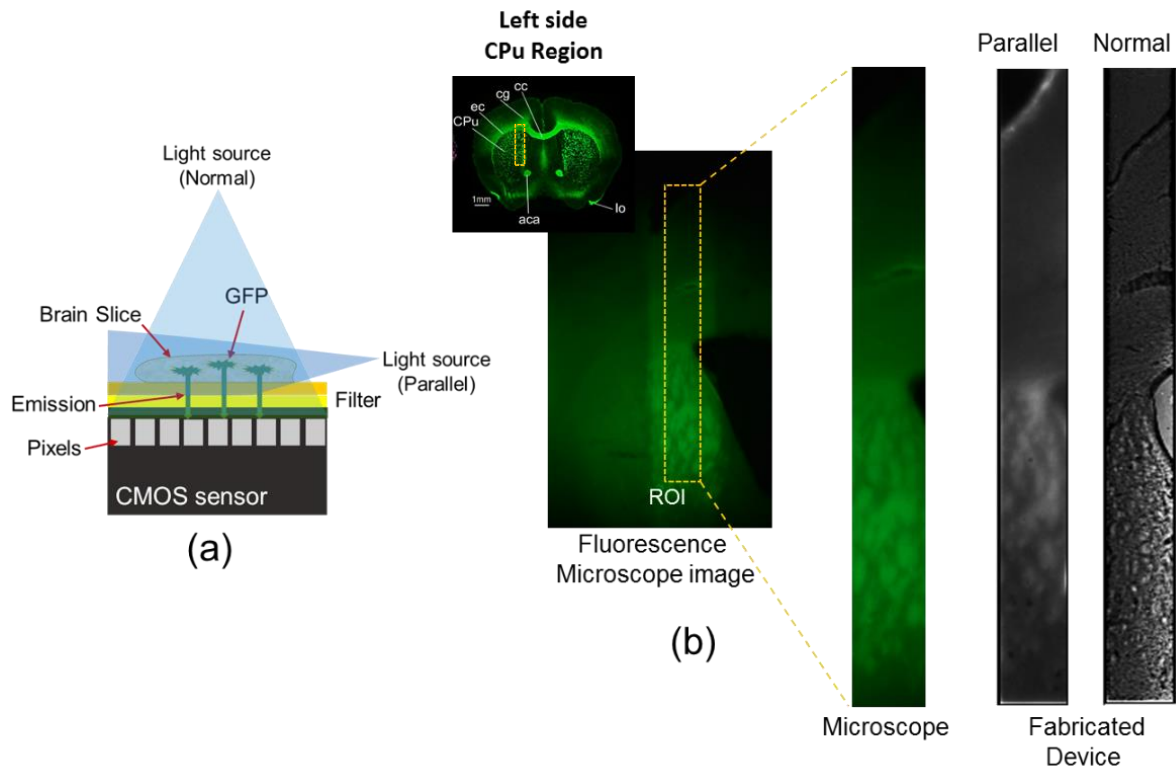 Left side
CPu Region
cc
cg
ec
CPu
1mm
aca
lo
Light source
(Normal)
GFP
Brain Slice
Light source
(Parallel)
Emission
Filter
Pixels
CMOS sensor
(a)
ROI
Fluorescence
Microscope image
(b)
Parallel
Normal
Microscope
Fabricated
Device